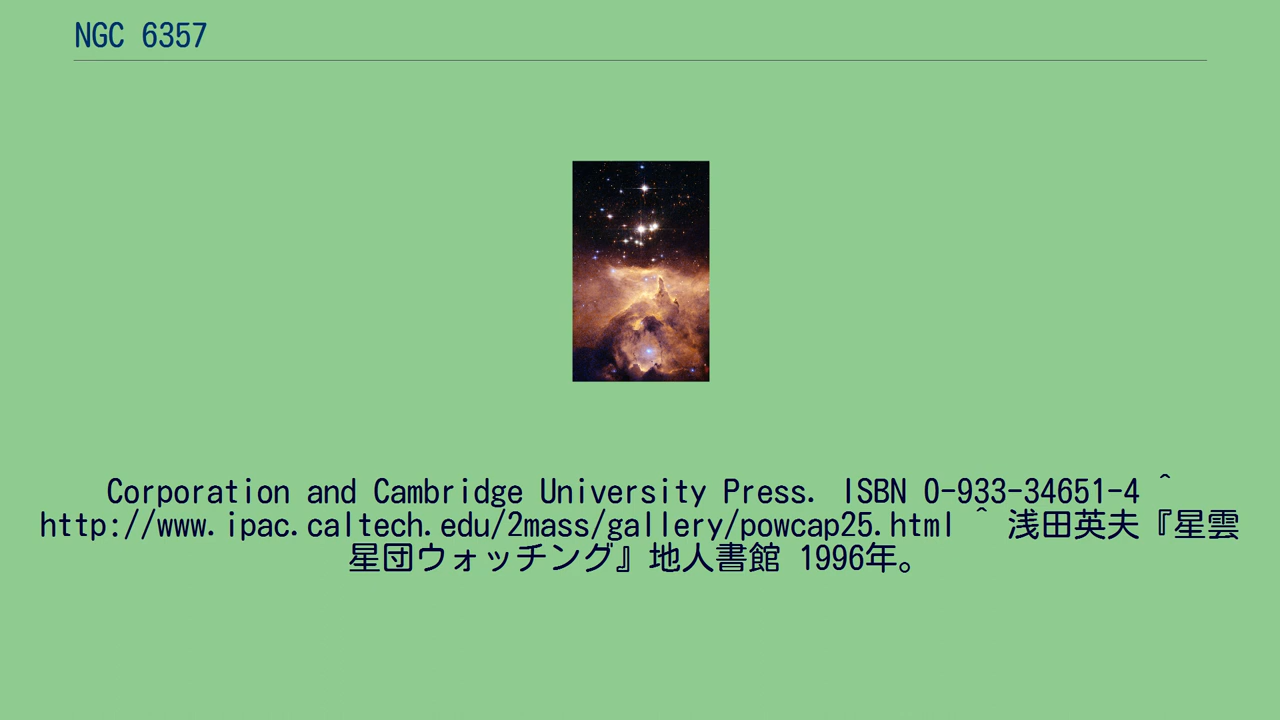 NGC 6357
Corporation and Cambridge University Press. ISBN 0-933-34651-4 ^
http://www.ipac.caltech.edu/2mass/gallery/powcap25.html ^ 浅田英夫『星雲
星団ウォッチング』地人書館 1996年。